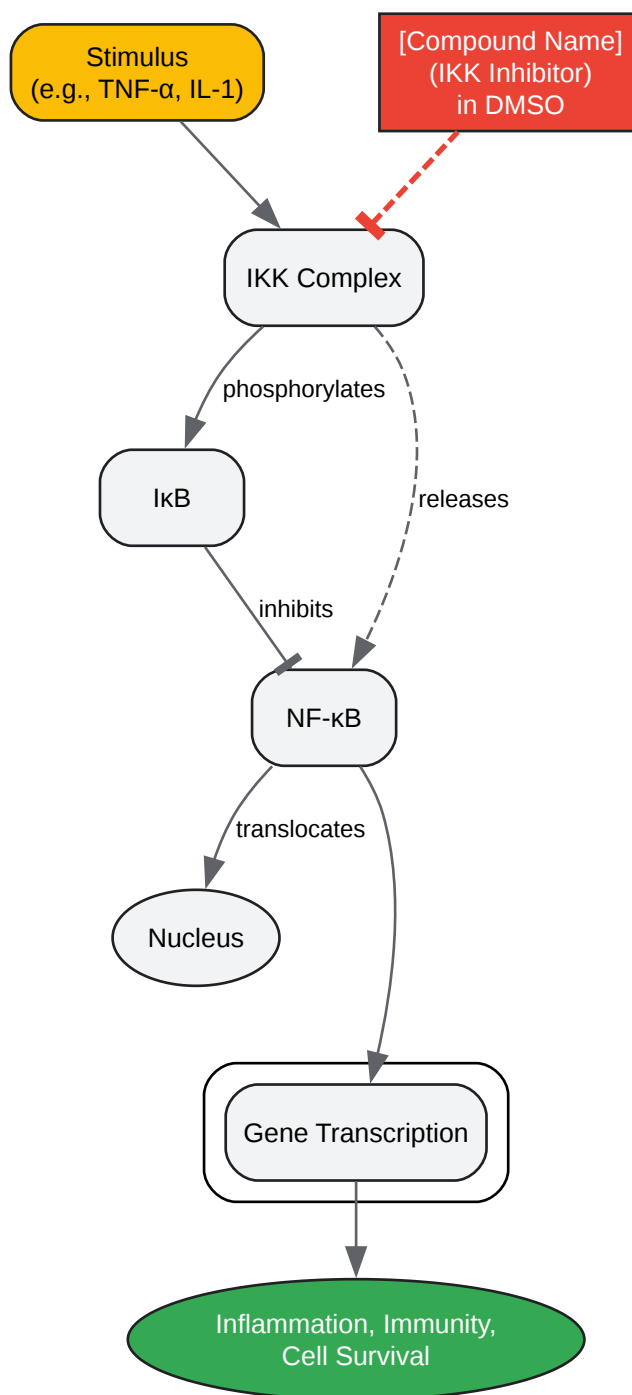 Stimulus
(e.g., TNF-α, IL-1)
[Compound Name]
(IKK Inhibitor)
in DMSO
IKK Complex
phosphorylates
IκB
releases
inhibits
NF-κB
translocates
Nucleus
Gene Transcription
Inflammation, Immunity,
Cell Survival